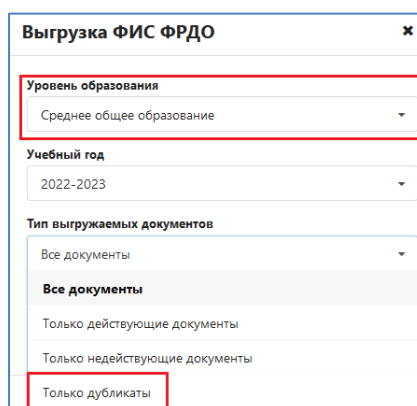 Выгрузка ФИС ФРДО
Уровень образования
Среднее общее образование
Учебный год
2022-2023
Тип выгружаемых документов
Все документы
Все документы
Только действующие документы
Только недействующие документы
Только дубликаты